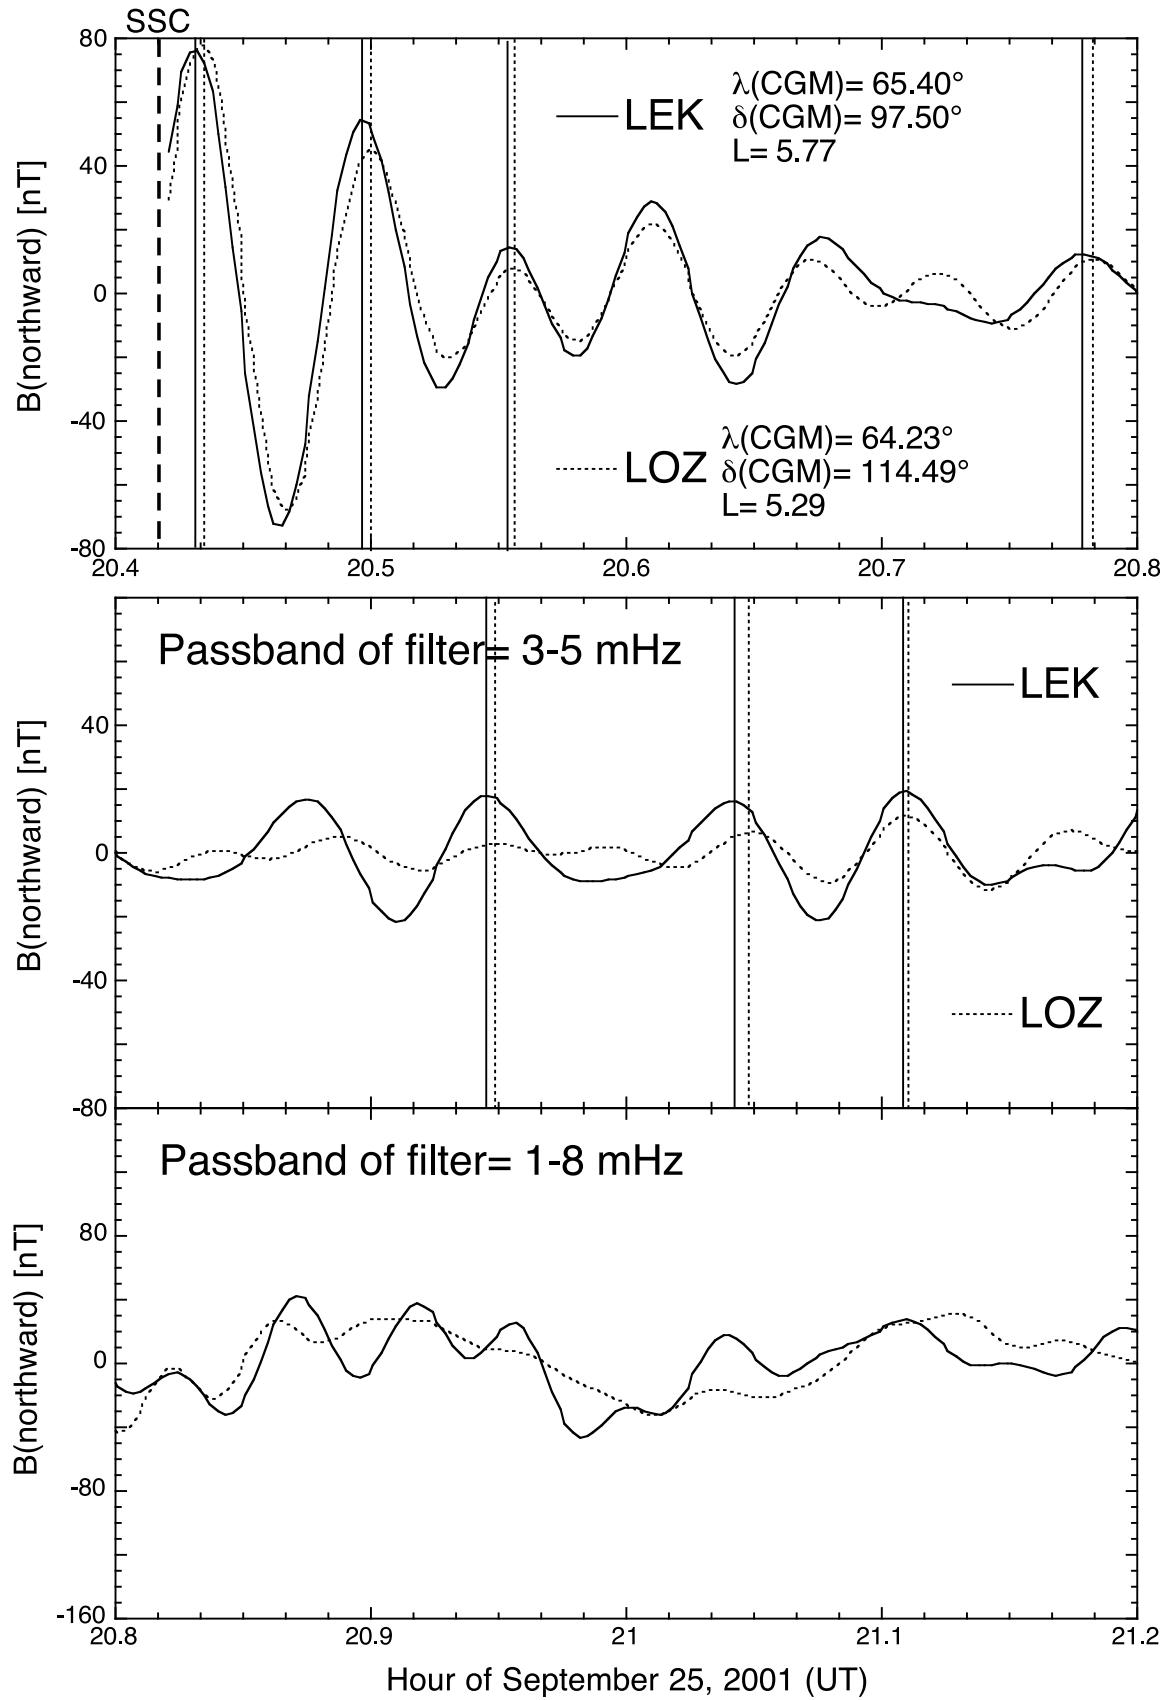 SSC
80
40
0
-40
-80
B(northward) [nT]
LEK
λ(CGM)= 65.40°
δ(CGM)= 97.50°
L= 5.77
LOZ
λ(CGM)= 64.23°
δ(CGM)= 114.49°
L= 5.29
20.4 20.5 20.6 20.7 20.8
Passband of filter= 3-5 mHz
LEK
40
0
-40
-80
B(northward) [nT]
LOZ
Passband of filter= 1-8 mHz
80
0
-80
-160
B(northward) [nT]
20.8 20.9 21 21.1 21.2
Hour of September 25, 2001 (UT)